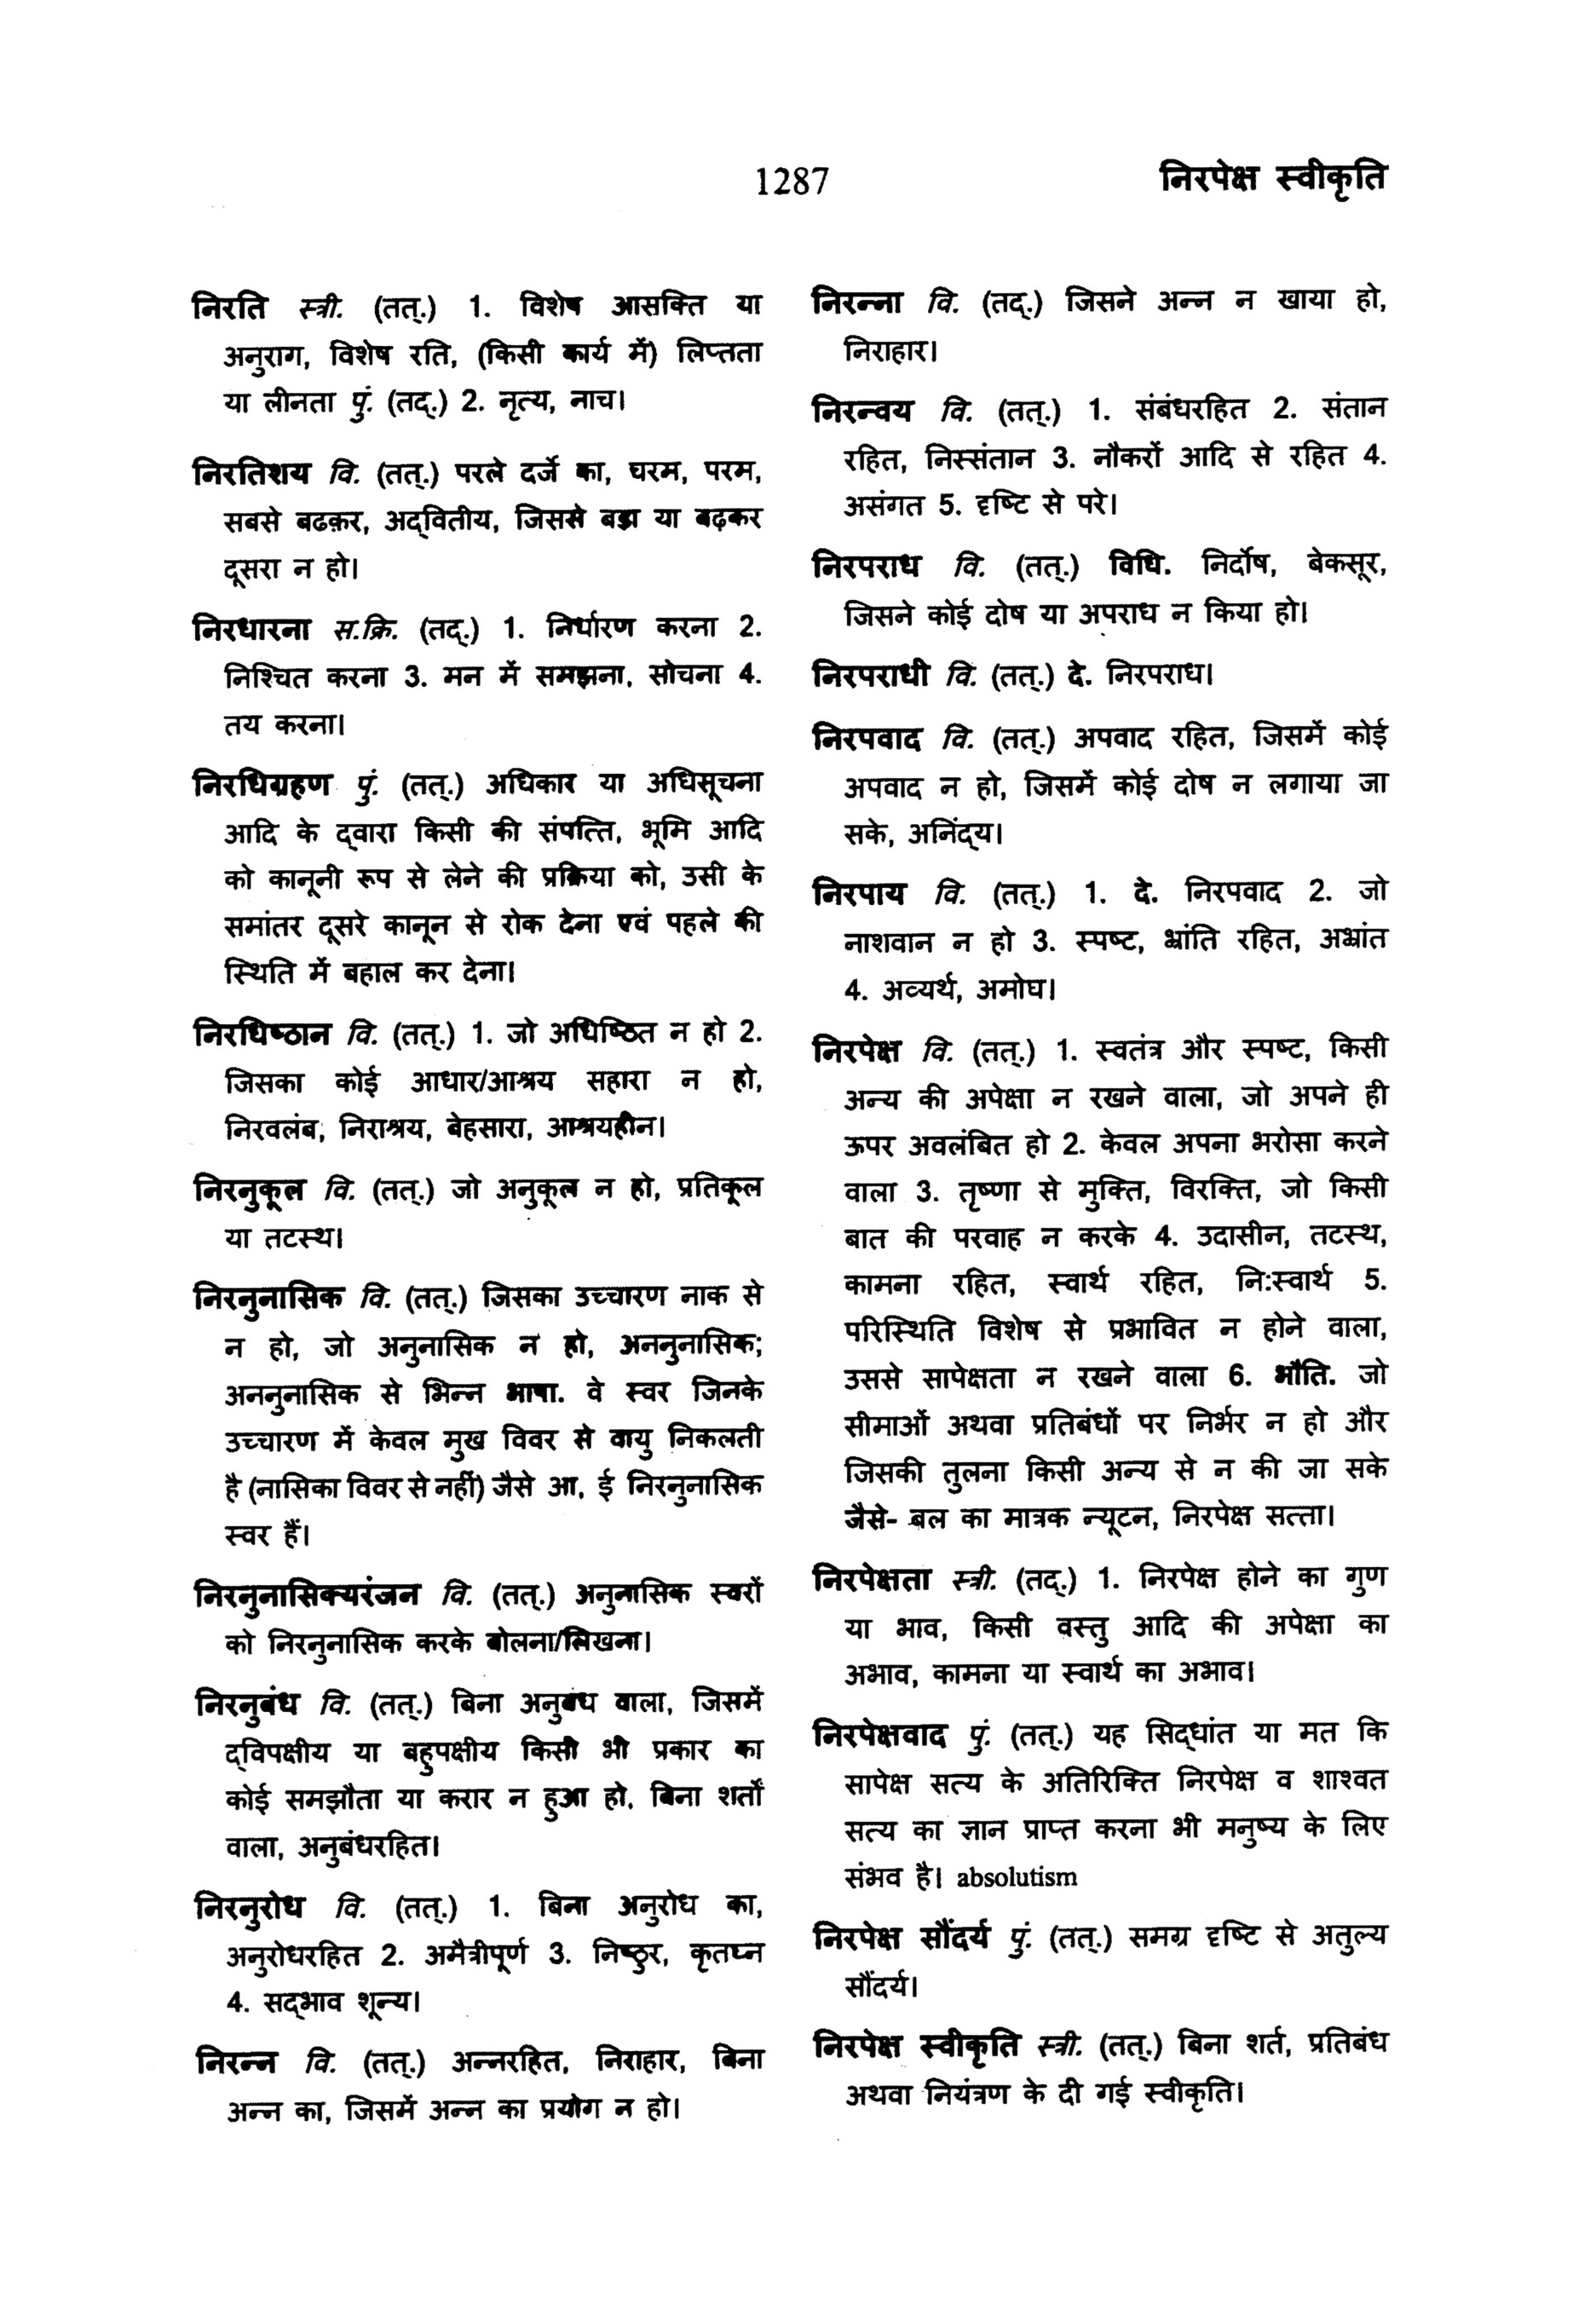 1287
निरपेक्ष स्वीकृति
निरति स्त्री. (तत्.) 1. विशेष आसक्ति या
अनुराग, विशेष रति, (किसी कार्य में) लिप्तता
या लीनता पुं. (तद्.) 2. नृत्य, नाच।
निरतिशय वि. (तत्.) परले दर्जे का, चरम, परम,
सबसे बढक़र, अद्‌वितीय, जिससे बड़ा या बढ़कर
दूसरा न हो।
निरधारना स.क्रि. (तद्.) 1. निर्धारण करना 2.
निश्चित करना 3. मन में समझना, सोचना 4.
तय करना।
निरधिग्रहण पुं. (तत्.) अधिकार या अधिसूचना
आदि के द्‌वारा किसी की संपत्ति, भूमि आदि
को कानूनी रूप से लेने की प्रक्रिया को, उसी के
समांतर दूसरे कानून से रोक देना एवं पहले की
स्थिति में बहाल कर देना।
निरधिष्ठान वि. (तत्.) 1. जो अधिष्ठित न हो 2.
जिसका कोई आधार/आश्रय सहारा न हो,
निरवलंब, निराश्रय, बेहसारा, आश्रयहीन।
निरनुकूल वि. (तत्.) जो अनुकूल न हो, प्रतिकूल
या तटस्थ।
निरनुनासिक वि. (तत्.) जिसका उच्चारण नाक से
न हो, जो अनुनासिक न हो, अननुनासिक;
अननुनासिक से भिन्न भाषा. वे स्वर जिनके
उच्चारण में केवल मुख विवर से वायु निकलती
है (नासिका विवर से नहीं) जैसे आ, ई निरनुनासिक
स्वर हैं।
निरनुनासिक्यरंजन वि. (तत्.) अनुनासिक स्वरों
को निरनुनासिक करके बोलना/लिखना।
निरनुबंध वि. (तत्.) बिना अनुबंध वाला, जिसमें
द्‌विपक्षीय या बहुपक्षीय किसी भी प्रकार का
कोई समझौता या करार न हुआ हो, बिना शर्तों
वाला, अनुबंधरहित।
निरनुरोध वि. (तत्.) 1. बिना अनुरोध का,
अनुरोधरहित 2. अमैत्रीपूर्ण 3. निष्ठुर, कृतघ्न
4. सद्‌भाव शून्य।
निरन्न वि. (तत्.) अन्नरहित, निराहार, बिना
अन्न का, जिसमें अन्न का प्रयोग न हो।
निरन्ना वि. (तद्.) जिसने अन्न न खाया हो,
निराहार।
निरन्वय वि. (तत्.) 1. संबंधरहित 2. संतान
रहित, निस्संतान 3. नौकरों आदि से रहित 4.
असंगत 5. दृष्टि से परे।
निरपराध वि. (तत्.) विधि. निर्दोष, बेकसूर,
जिसने कोई दोष या अपराध न किया हो।
निरपराधी वि. (तत्.) दे. निरपराध।
निरपवाद वि. (तत्.) अपवाद रहित, जिसमें कोई
अपवाद न हो, जिसमें कोई दोष न लगाया जा
सके, अनिंद्‌य।
निरपाय वि. (तत्.) 1. दे. निरपवाद 2. जो
नाशवान न हो 3. स्पष्ट, भ्रांति रहित, अभ्रांत
4. अव्यर्थ, अमोघ।
निरपेक्ष वि. (तत्.) 1. स्वतंत्र और स्पष्ट, किसी
अन्य की अपेक्षा न रखने वाला, जो अपने ही
ऊपर अवलंबित हो 2. केवल अपना भरोसा करने
वाला 3. तृष्णा से मुक्ति, विरक्ति, जो किसी
बात की परवाह न करके 4. उदासीन, तटस्थ,
कामना रहित, स्वार्थ रहित, नि:स्वार्थ 5.
परिस्थिति विशेष से प्रभावित न होने वाला,
उससे सापेक्षता न रखने वाला 6. भौति. जो
सीमाओं अथवा प्रतिबंधों पर निर्भर न हो और
जिसकी तुलना किसी अन्य से न की जा सके
जैसे- बल का मात्रक न्यूटन, निरपेक्ष सत्ता।
निरपेक्षता स्त्री. (तद्.) 1. निरपेक्ष होने का गुण
या भाव, किसी वस्तु आदि की अपेक्षा का
अभाव, कामना या स्वार्थ का अभाव।
निरपेक्षवाद पुं. (तत्.) यह सिद्‌धांत या मत कि
सापेक्ष सत्य के अतिरिक्ति निरपेक्ष व शाश्वत
सत्य का ज्ञान प्राप्त करना भी मनुष्य के लिए
संभव है। absolutism
निरपेक्ष सौंदर्य पुं. (तत्.) समग्र दृष्टि से अतुल्य
सौंदर्य।
निरपेक्ष स्वीकृति स्त्री. (तत्.) बिना शर्त, प्रतिबंध
अथवा नियंत्रण के दी गई स्वीकृति।